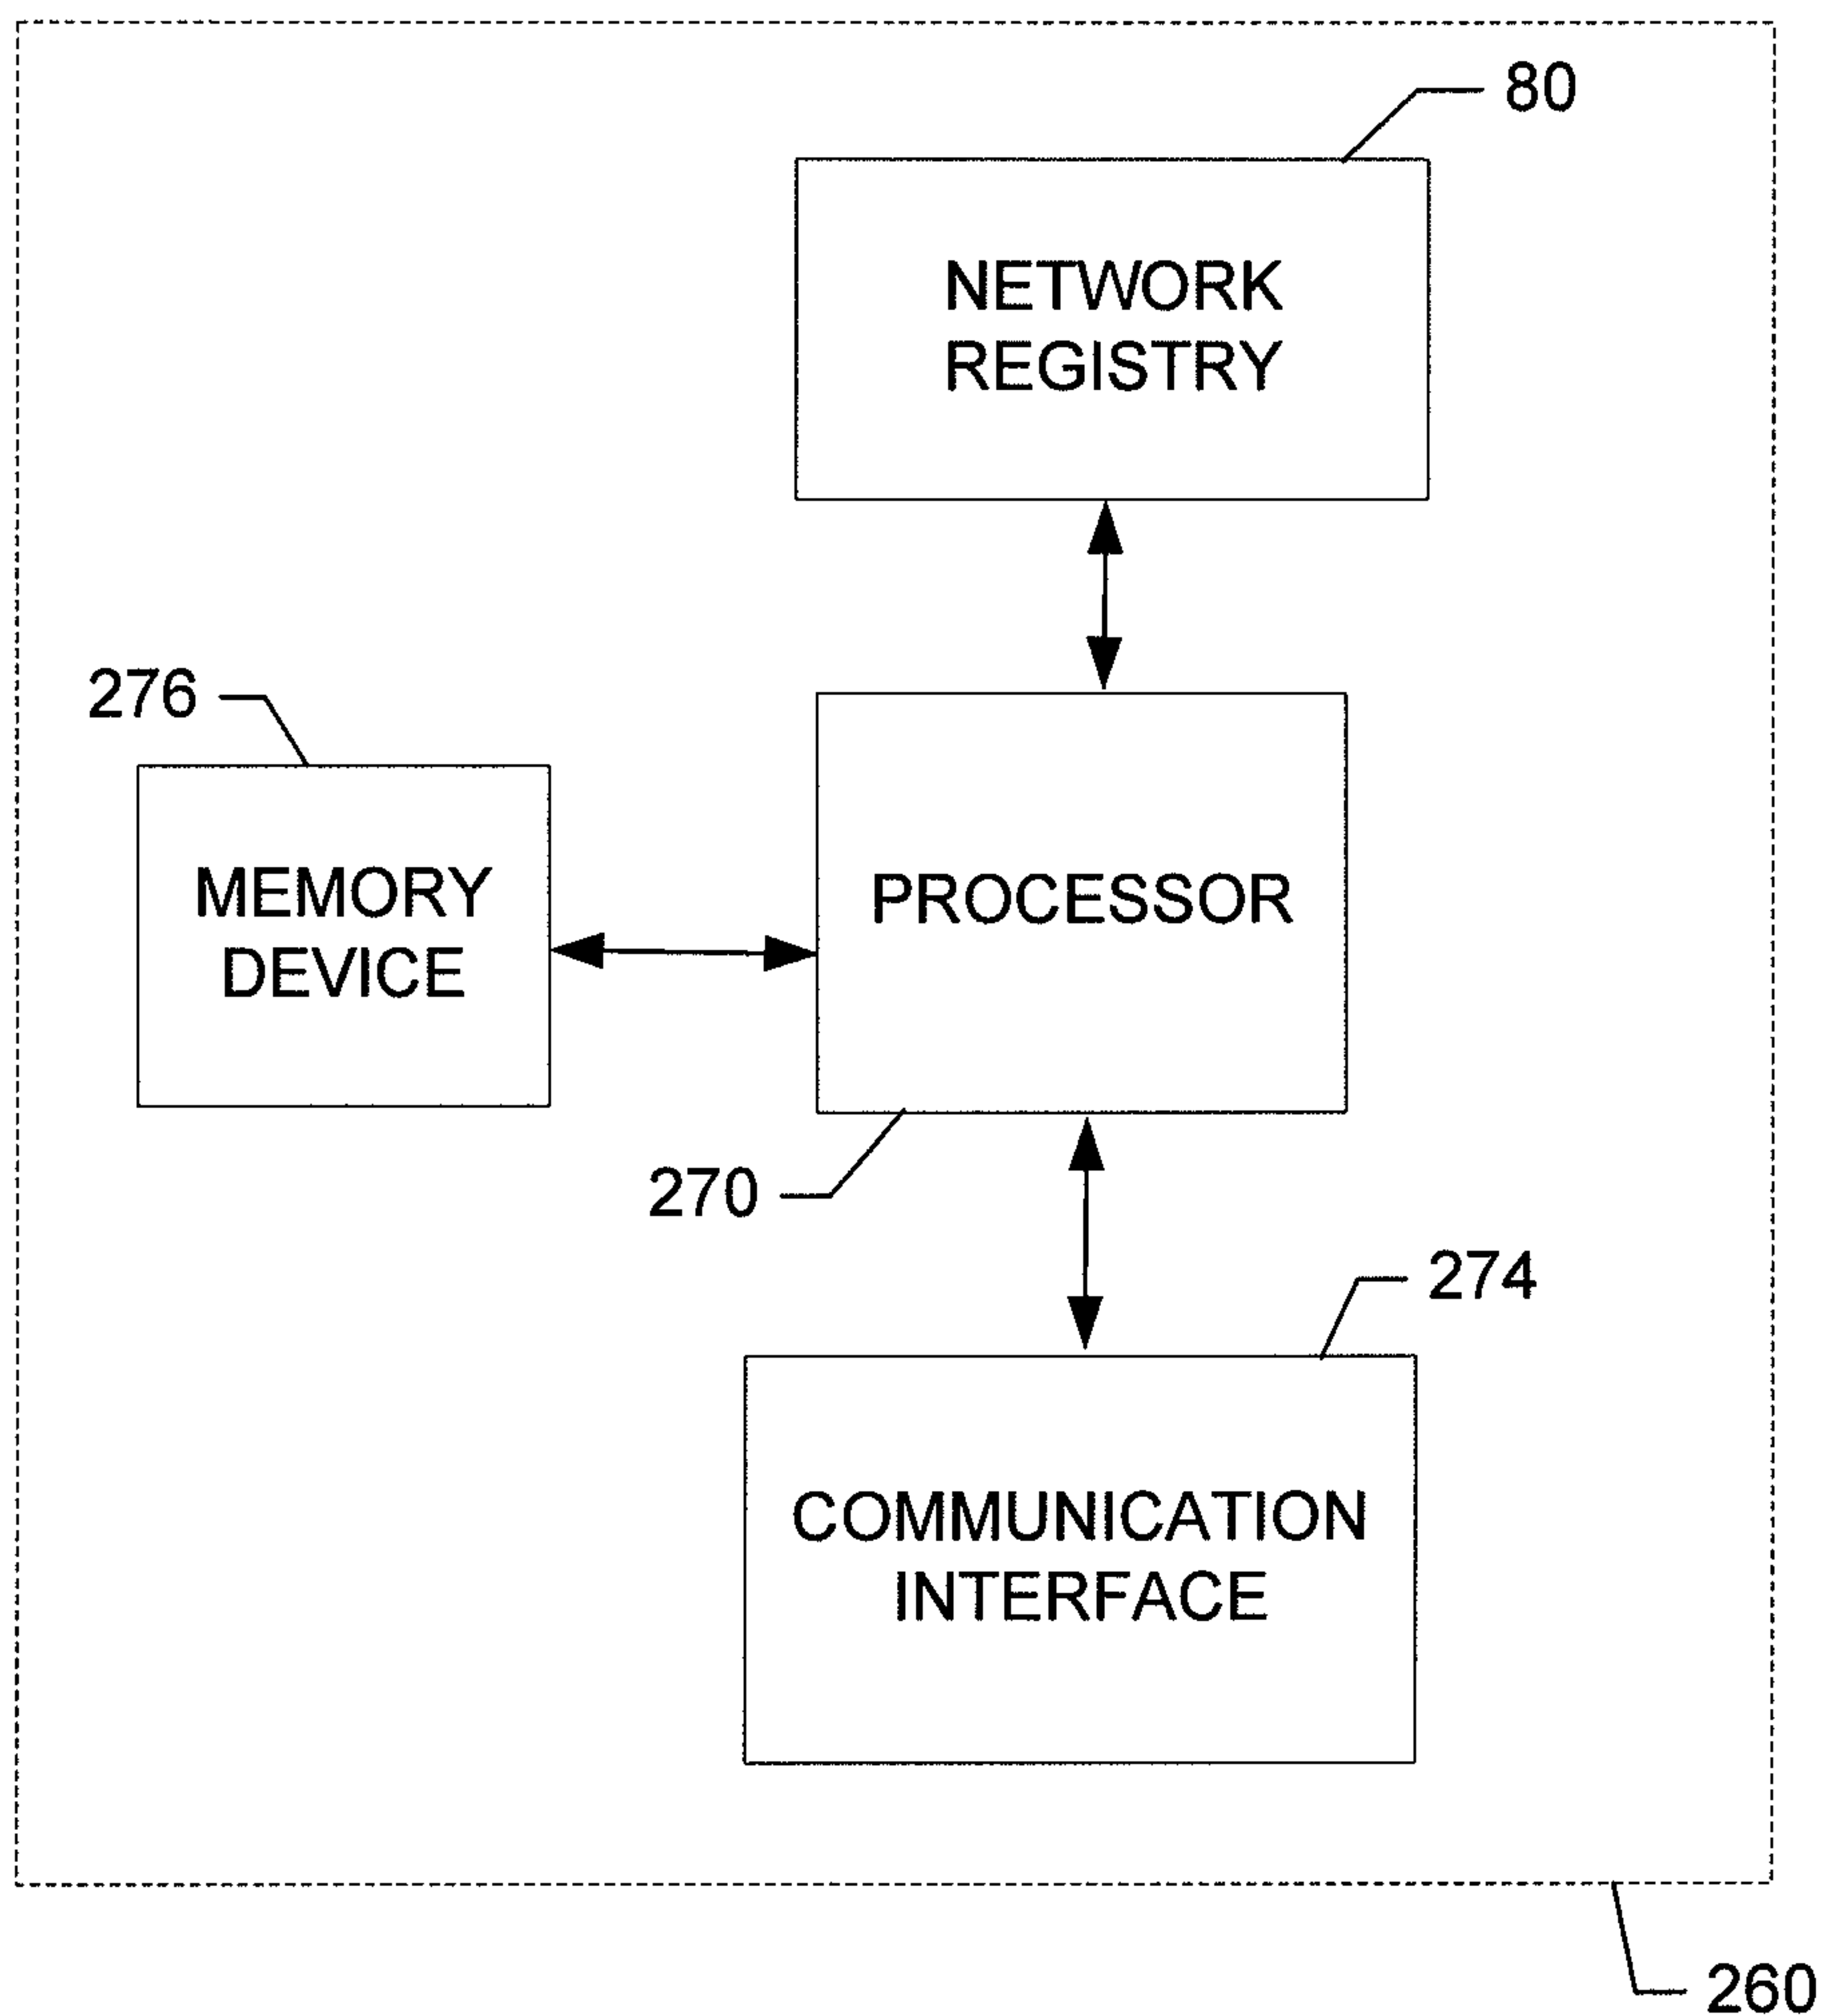 80
NETWORK
REGISTRY
276
MEMORY
DEVICE
PROCESSOR
270
274
COMMUNICATION
INTERFACE
260